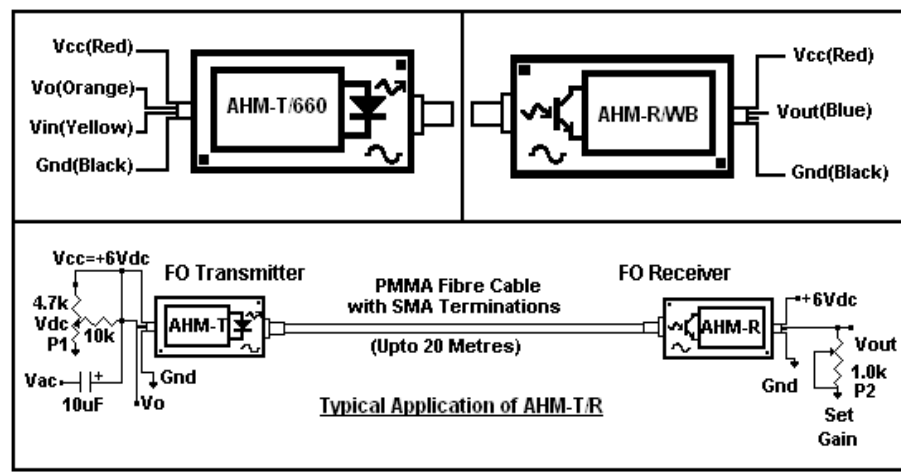 Vcc(Red)
Vo(Orange)
Vin(Yellow)
Gnd(Black)
AHM-T/660
AHM-R/WB
Vcc(Red)
Vout(Blue)
Gnd(Black)
Vcc=+6Vdc
4.7k
Vdc
P1
10k
Vac
+
10uF
Vo
Gnd
FO Transmitter
AHM-T
PMMA Fibre Cable
with SMA Terminations
(Upto 20 Metres)
FO Receiver
AHM-R
+6Vdc
Vout
1.0k
P2
Gnd
Set
Gain
Typical Application of AHM-T/R